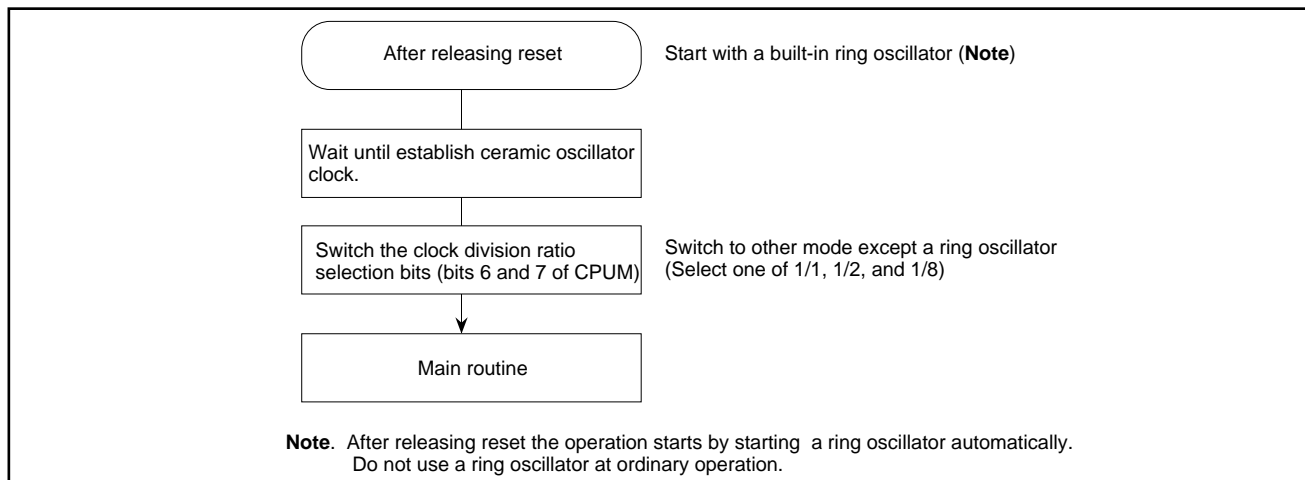 After releasing reset
Start with a built-in ring oscillator (Note)
Wait until establish ceramic oscillator
clock.
Switch the clock division ratio
selection bits (bits 6 and 7 of CPUM)
Switch to other mode except a ring oscillator
(Select one of 1/1, 1/2, and 1/8)
Main routine
Note. After releasing reset the operation starts by starting a ring oscillator automatically.
Do not use a ring oscillator at ordinary operation.